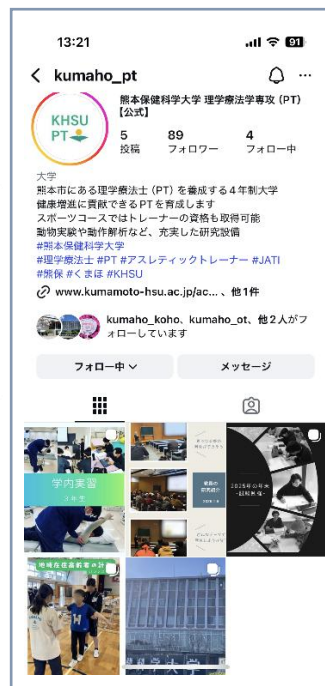 13:21
91
kumaho_pt
KHSU
PT
熊本保健科学大学 理学療法学専攻 (PT)
【公式】
5 89 4
投稿 フォロワー フォロー中
大学
熊本市にある理学療法士 (PT) を養成する4年制大学
健康増進に貢献できるPTを育成します
スポーツコースではトレーナーの資格も取得可能
動物実験や動作解析など、充実した研究設備
#熊本保健科学大学
#理学療法士 #PT #アスレティックトレーナー #JATI
#熊保 #くまほ #KHSU
www.kumamoto-hsu.ac.jp/ac... 、他1件
kumaho_koho、kumaho_ot、他2人がフ
ォローしています
フォロー中 メッセージ
学内実習
地域在住高齢者の計